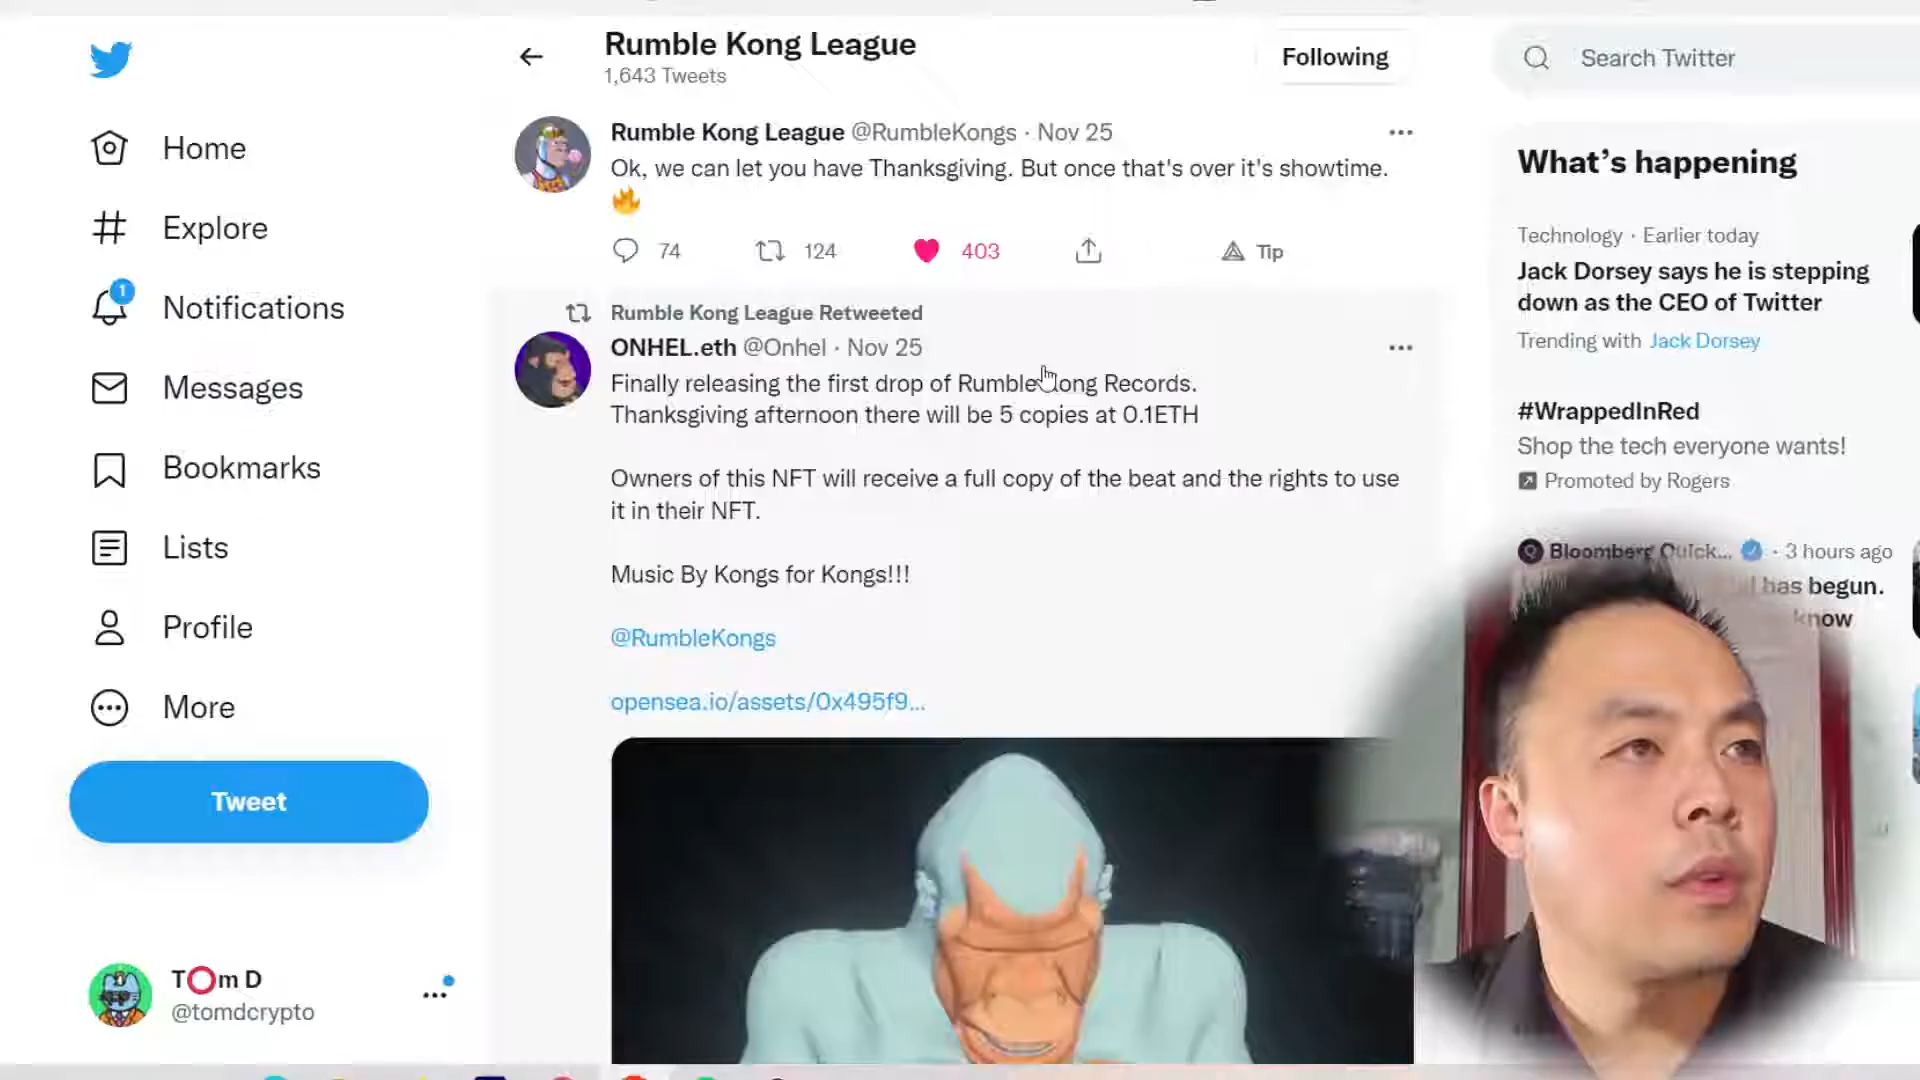 Home
Explore
1
Notifications
Messages
Bookmarks
Lists
Profile
More
Tweet
T⭕m D
@tomdcrypto
Rumble Kong League
1,643 Tweets
Following
Rumble Kong League @RumbleKongs · Nov 25
Ok, we can let you have Thanksgiving. But once that's over it's showtime.
🔥
74 124 403 Tip
Rumble Kong League Retweeted
ONHEL.eth @Onhel · Nov 25
Finally releasing the first drop of Rumble Kong Records.
Thanksgiving afternoon there will be 5 copies at 0.1ETH
Owners of this NFT will receive a full copy of the beat and the rights to use
it in their NFT.
Music By Kongs for Kongs!!!
@RumbleKongs
opensea.io/assets/0x495f9...
Search Twitter
What's happening
Technology · Earlier today
Jack Dorsey says he is stepping
down as the CEO of Twitter
Trending with Jack Dorsey
#WrappedInRed
Shop the tech everyone wants!
Promoted by Rogers
Bloomberg Quick... · 3 hours ago
has begun.
know